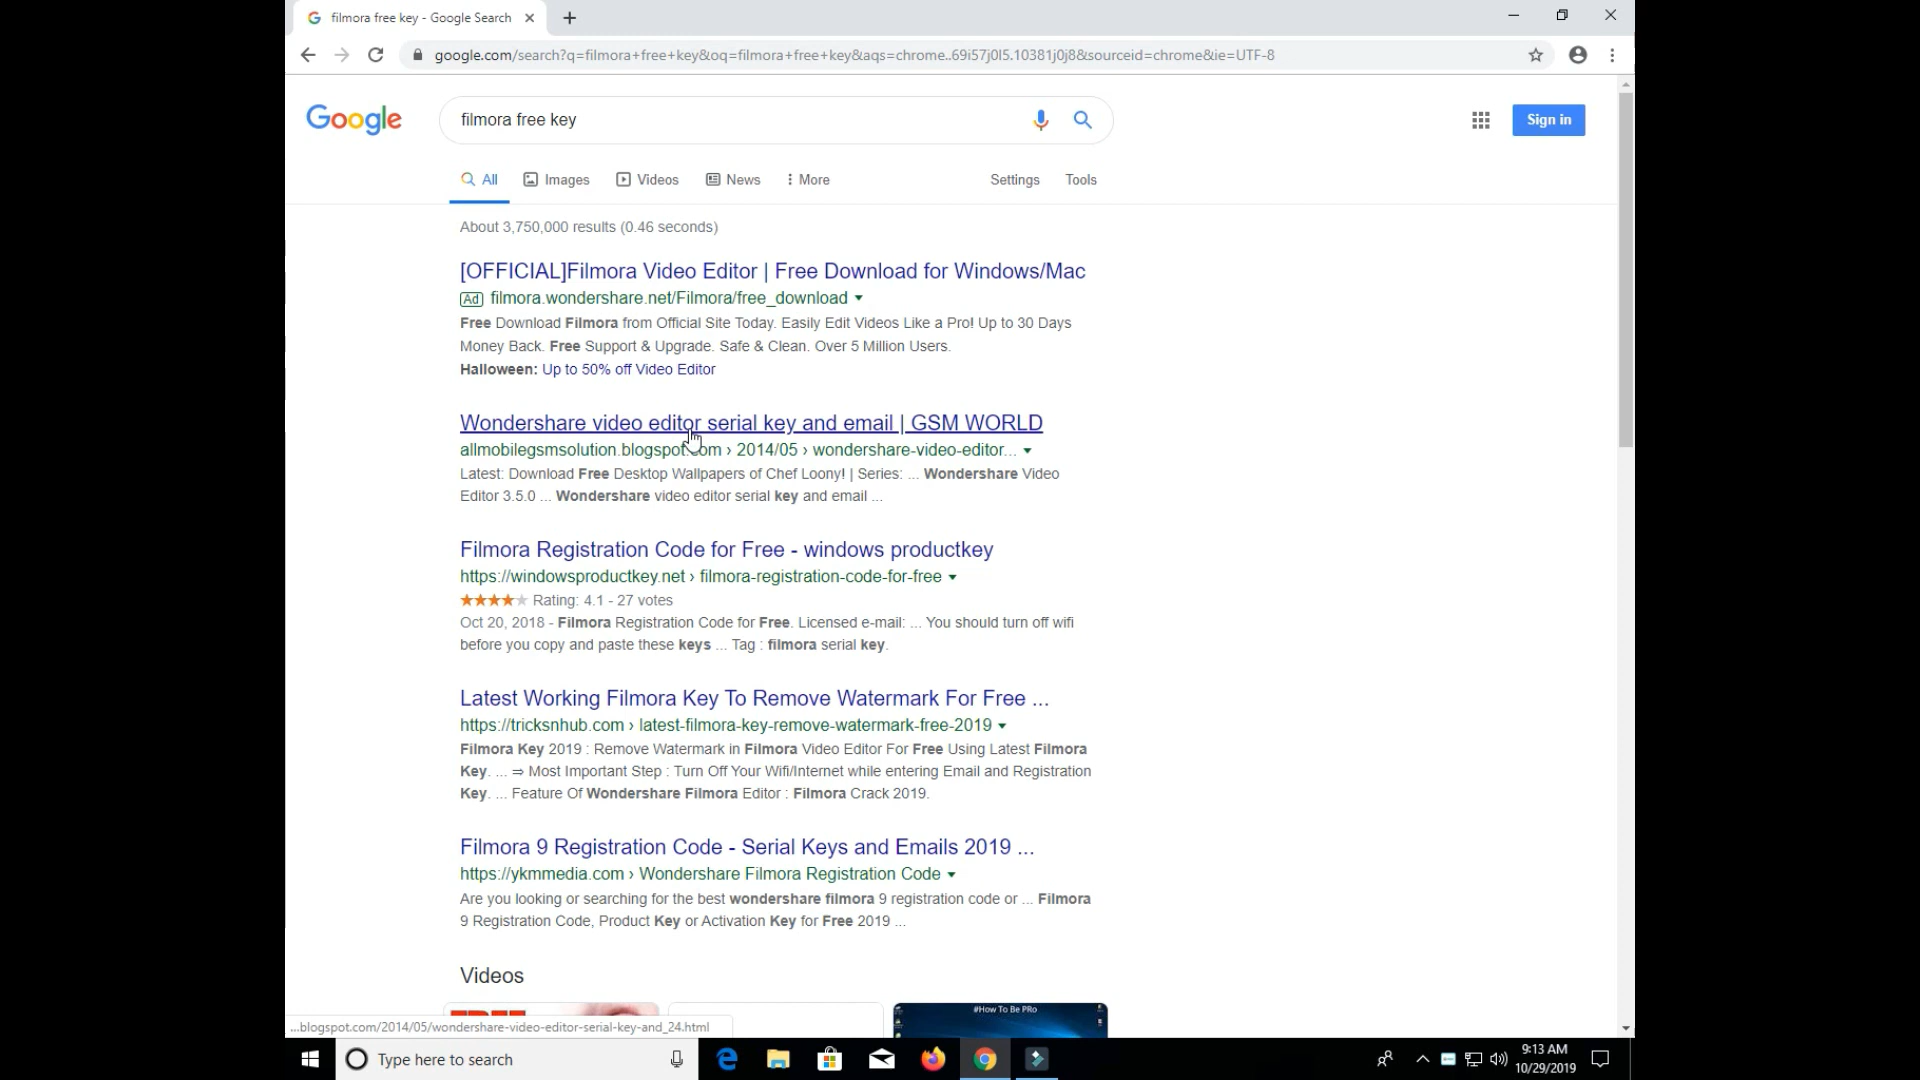 filmora free key - Google Search
google.com/search?q=filmora+free+key&oq=filmora+free+key&aqs=chrome..69i57j0l5.10381j0j8&sourceid=chrome&ie=UTF-8
Google
filmora free key
Sign in
All Images Videos News More Settings Tools
About 3,750,000 results (0.46 seconds)
[OFFICIAL]Filmora Video Editor | Free Download for Windows/Mac
Ad filmora.wondershare.net/Filmora/free_download
Free Download Filmora from Official Site Today. Easily Edit Videos Like a Pro! Up to 30 Days
Money Back. Free Support & Upgrade. Safe & Clean. Over 5 Million Users.
Halloween: Up to 50% off Video Editor
Wondershare video editor serial key and email | GSM WORLD
allmobilegsmsolution.blogspot.com › 2014/05 › wondershare-video-editor...
Latest: Download Free Desktop Wallpapers of Chef Loony! | Series: ... Wondershare Video
Editor 3.5.0 ... Wondershare video editor serial key and email ...
Filmora Registration Code for Free - windows productkey
https://windowsproductkey.net › filmora-registration-code-for-free
Rating: 4.1 - 27 votes
Oct 20, 2018 - Filmora Registration Code for Free. Licensed e-mail: ... You should turn off wifi
before you copy and paste these keys ... Tag : filmora serial key.
Latest Working Filmora Key To Remove Watermark For Free ...
https://tricksnhub.com › latest-filmora-key-remove-watermark-free-2019
Filmora Key 2019 : Remove Watermark in Filmora Video Editor For Free Using Latest Filmora
Key. ... ⇒ Most Important Step : Turn Off Your Wifi/Internet while entering Email and Registration
Key. ... Feature Of Wondershare Filmora Editor : Filmora Crack 2019.
Filmora 9 Registration Code - Serial Keys and Emails 2019 ...
https://ykmmedia.com › Wondershare Filmora Registration Code
Are you looking or searching for the best wondershare filmora 9 registration code or ... Filmora
9 Registration Code, Product Key or Activation Key for Free 2019 ...
Videos
#How To Be PRo
...blogspot.com/2014/05/wondershare-video-editor-serial-key-and_24.html
Type here to search
9:13 AM
10/29/2019